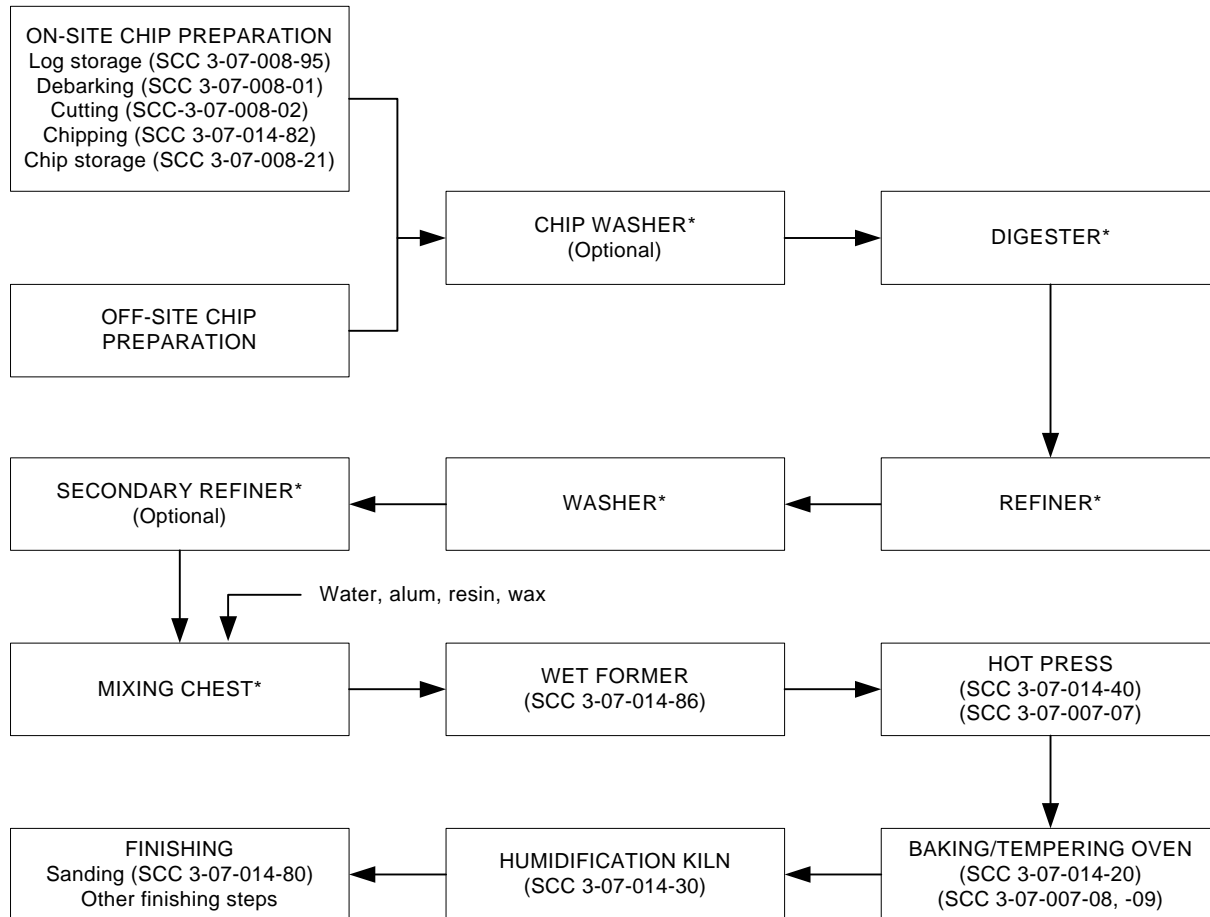 ON-SITE CHIP PREPARATION
Log storage (SCC 3-07-008-95)
Debarking (SCC 3-07-008-01)
Cutting (SCC-3-07-008-02)
Chipping (SCC 3-07-014-82)
Chip storage (SCC 3-07-008-21)
OFF-SITE CHIP
PREPARATION
CHIP WASHER*
(Optional)
DIGESTER*
REFINER*
WASHER*
SECONDARY REFINER*
(Optional)
Water, alum, resin, wax
MIXING CHEST*
WET FORMER
(SCC 3-07-014-86)
HOT PRESS
(SCC 3-07-014-40)
(SCC 3-07-007-07)
BAKING/TEMPERING OVEN
(SCC 3-07-014-20)
(SCC 3-07-007-08, -09)
HUMIDIFICATION KILN
(SCC 3-07-014-30)
FINISHING
Sanding (SCC 3-07-014-80)
Other finishing steps